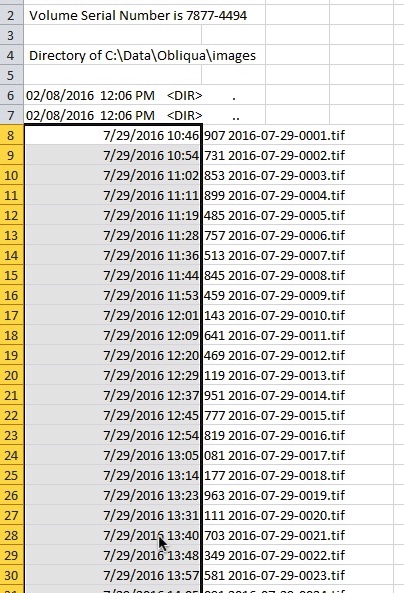 2 Volume Serial Number is 7877-4494
3
4 Directory of C:\Data\Obliqua\images
5
6 02/08/2016 12:06 PM <DIR> .
7 02/08/2016 12:06 PM <DIR> ..
8 7/29/2016 10:46 907 2016-07-29-0001.tif
9 7/29/2016 10:54 731 2016-07-29-0002.tif
10 7/29/2016 11:02 853 2016-07-29-0003.tif
11 7/29/2016 11:11 899 2016-07-29-0004.tif
12 7/29/2016 11:19 485 2016-07-29-0005.tif
13 7/29/2016 11:28 757 2016-07-29-0006.tif
14 7/29/2016 11:36 513 2016-07-29-0007.tif
15 7/29/2016 11:44 845 2016-07-29-0008.tif
16 7/29/2016 11:53 459 2016-07-29-0009.tif
17 7/29/2016 12:01 143 2016-07-29-0010.tif
18 7/29/2016 12:09 641 2016-07-29-0011.tif
19 7/29/2016 12:20 469 2016-07-29-0012.tif
20 7/29/2016 12:29 119 2016-07-29-0013.tif
21 7/29/2016 12:37 951 2016-07-29-0014.tif
22 7/29/2016 12:45 777 2016-07-29-0015.tif
23 7/29/2016 12:54 819 2016-07-29-0016.tif
24 7/29/2016 13:05 081 2016-07-29-0017.tif
25 7/29/2016 13:14 177 2016-07-29-0018.tif
26 7/29/2016 13:23 963 2016-07-29-0019.tif
27 7/29/2016 13:31 111 2016-07-29-0020.tif
28 7/29/2016 13:40 703 2016-07-29-0021.tif
29 7/29/2016 13:48 349 2016-07-29-0022.tif
30 7/29/2016 13:57 581 2016-07-29-0023.tif